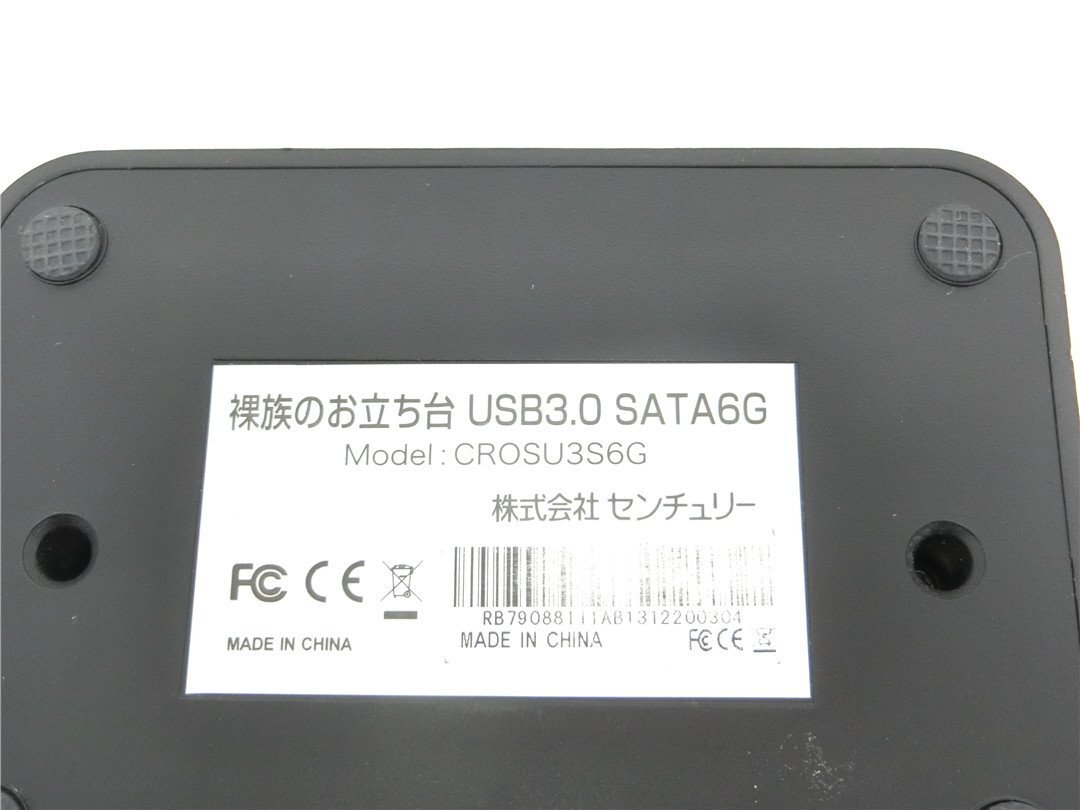 裸族のお立ち台 USB3.0 SATA6G
Model : CROSU3S6G
株式会社 センチュリー
FC CE
RB79088111AB1312200304
MADE IN CHINA
MADE IN CHINA FC CE